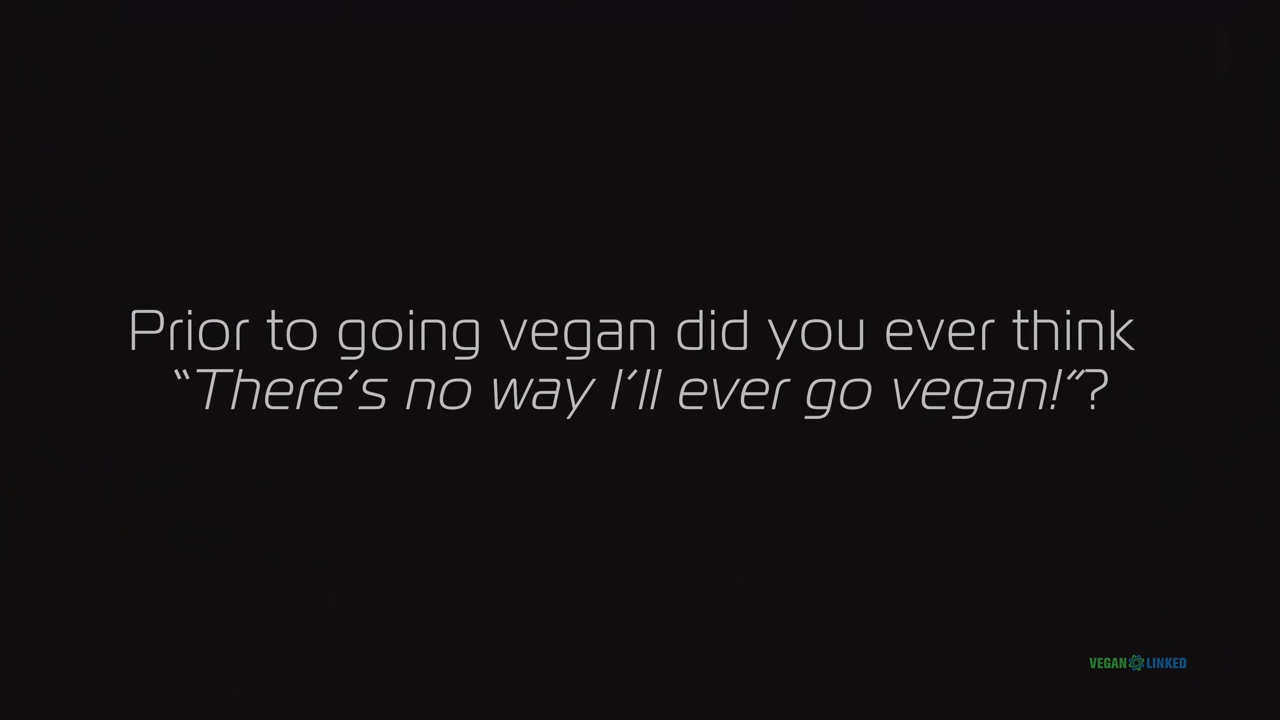 Prior to going vegan did you ever think
“There’s no way I’ll ever go vegan!”?
VEGAN LINKED